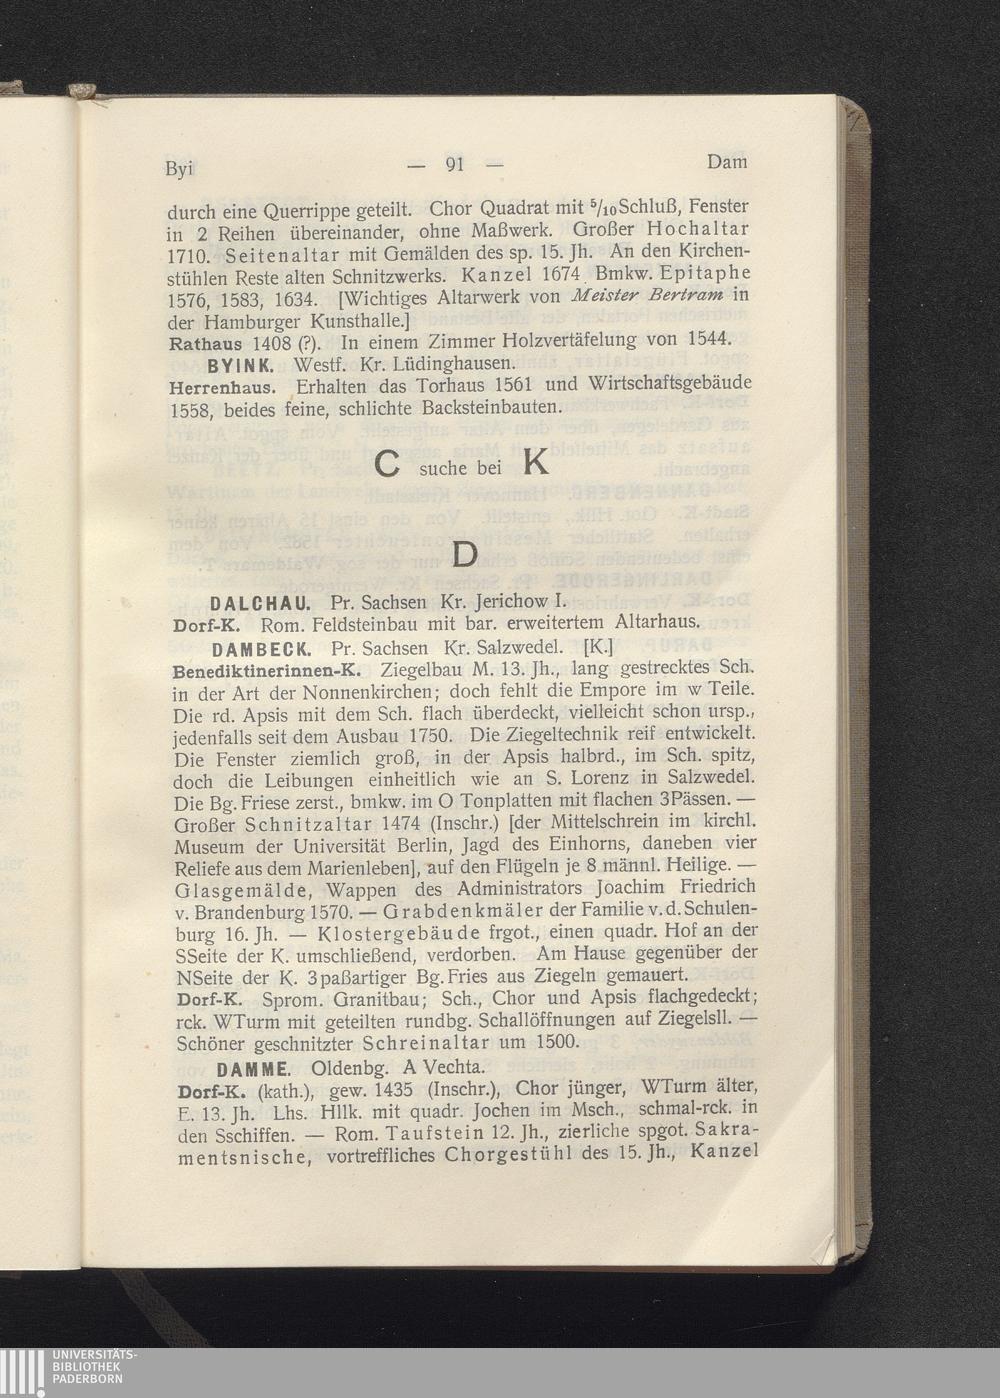 Byi — 91 — Dam
durch eine Querrippe geteilt. Chor Quadrat mit ⁵/₁₀Schluß, Fenster
in 2 Reihen übereinander, ohne Maßwerk. Großer Hochaltar
1710. Seitenaltar mit Gemälden des sp. 15. Jh. An den Kirchen-
stühlen Reste alten Schnitzwerks. Kanzel 1674. Bmkw. Epitaphe
1576, 1583, 1634. [Wichtiges Altarwerk von Meister Bertram in
der Hamburger Kunsthalle.]
Rathaus 1408 (?). In einem Zimmer Holzvertäfelung von 1544.
BYINK. Westf. Kr. Lüdinghausen.
Herrenhaus. Erhalten das Torhaus 1561 und Wirtschaftsgebäude
1558, beides feine, schlichte Backsteinbauten.
C suche bei K
D
DALCHAU. Pr. Sachsen Kr. Jerichow I.
Dorf-K. Rom. Feldsteinbau mit bar. erweitertem Altarhaus.
DAMBECK. Pr. Sachsen Kr. Salzwedel. [K.]
Benediktinerinnen-K. Ziegelbau M. 13. Jh., lang gestrecktes Sch.
in der Art der Nonnenkirchen; doch fehlt die Empore im w Teile.
Die rd. Apsis mit dem Sch. flach überdeckt, vielleicht schon ursp.,
jedenfalls seit dem Ausbau 1750. Die Ziegeltechnik reif entwickelt.
Die Fenster ziemlich groß, in der Apsis halbrd., im Sch. spitz,
doch die Leibungen einheitlich wie an S. Lorenz in Salzwedel.
Die Bg. Friese zerst., bmkw. im O Tonplatten mit flachen 3Pässen. —
Großer Schnitzaltar 1474 (Inschr.) [der Mittelschrein im kirchl.
Museum der Universität Berlin, Jagd des Einhorns, daneben vier
Reliefe aus dem Marienleben], auf den Flügeln je 8 männl. Heilige. —
Glasgemälde, Wappen des Administrators Joachim Friedrich
v. Brandenburg 1570. — Grabdenkmäler der Familie v. d. Schulen-
burg 16. Jh. — Klostergebäude frgot., einen quadr. Hof an der
SSeite der K. umschließend, verdorben. Am Hause gegenüber der
NSeite der K. 3paßartiger Bg. Fries aus Ziegeln gemauert.
Dorf-K. Sprom. Granitbau; Sch., Chor und Apsis flachgedeckt;
rck. WTurm mit geteilten rundbg. Schallöffnungen auf Ziegelsll. —
Schöner geschnitzter Schreinaltar um 1500.
DAMME. Oldenbg. A Vechta.
Dorf-K. (kath.), gew. 1435 (Inschr.), Chor jünger, WTurm älter,
E. 13. Jh. Lhs. Hllk. mit quadr. Jochen im Msch., schmal-rck. in
den Sschiffen. — Rom. Taufstein 12. Jh., zierliche spgot. Sakra-
mentsnische, vortreffliches Chorgestühl des 15. Jh., Kanzel
UNIVERSITÄTS-
BIBLIOTHEK
PADERBORN